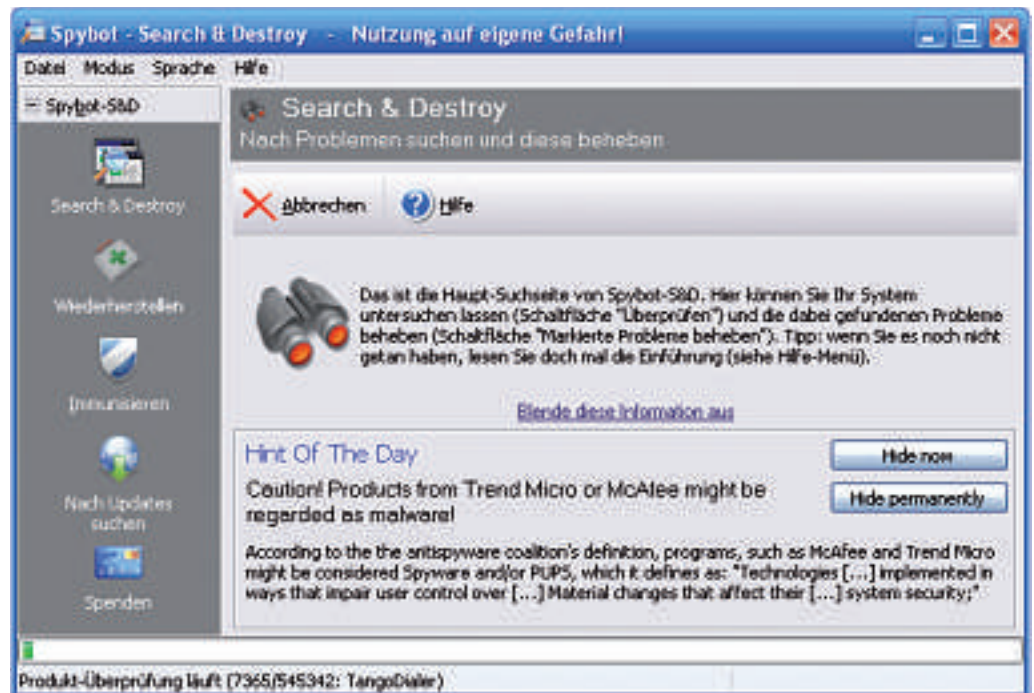 Spybot - Search & Destroy - Nutzung auf eigene Gefahr!
Datei Modus Sprache Hilfe
Spybot-S&D
Search & Destroy
Nach Problemen suchen und diese beheben
Search & Destroy
Abbrechen Hilfe
Wiederherstellen
Das ist die Haupt-Suchseite von Spybot-S&D. Hier können Sie Ihr System
untersuchen lassen (Schaltfläche "Überprüfen") und die dabei gefundenen Probleme
beheben (Schaltfläche "Markierte Probleme beheben"). Tipp: wenn Sie es noch nicht
getan haben, lesen Sie doch mal die Einführung (siehe Hilfe-Menü).
Immunisieren
Blende diese Information aus
Nach Updates
suchen
Spenden
Hint Of The Day
Hide now
Caution! Products from Trend Micro or McAfee might be
regarded as malware!
Hide permanently
According to the the antispyware coalition's definition, programs, such as McAfee and Trend Micro
might be considered Spyware and/or PUPS, which it defines as: "Technologies [...] implemented in
ways that impair user control over [...] Material changes that affect their [...] system security;"
Produkt-Überprüfung läuft (7365/545342: TangoDialer)